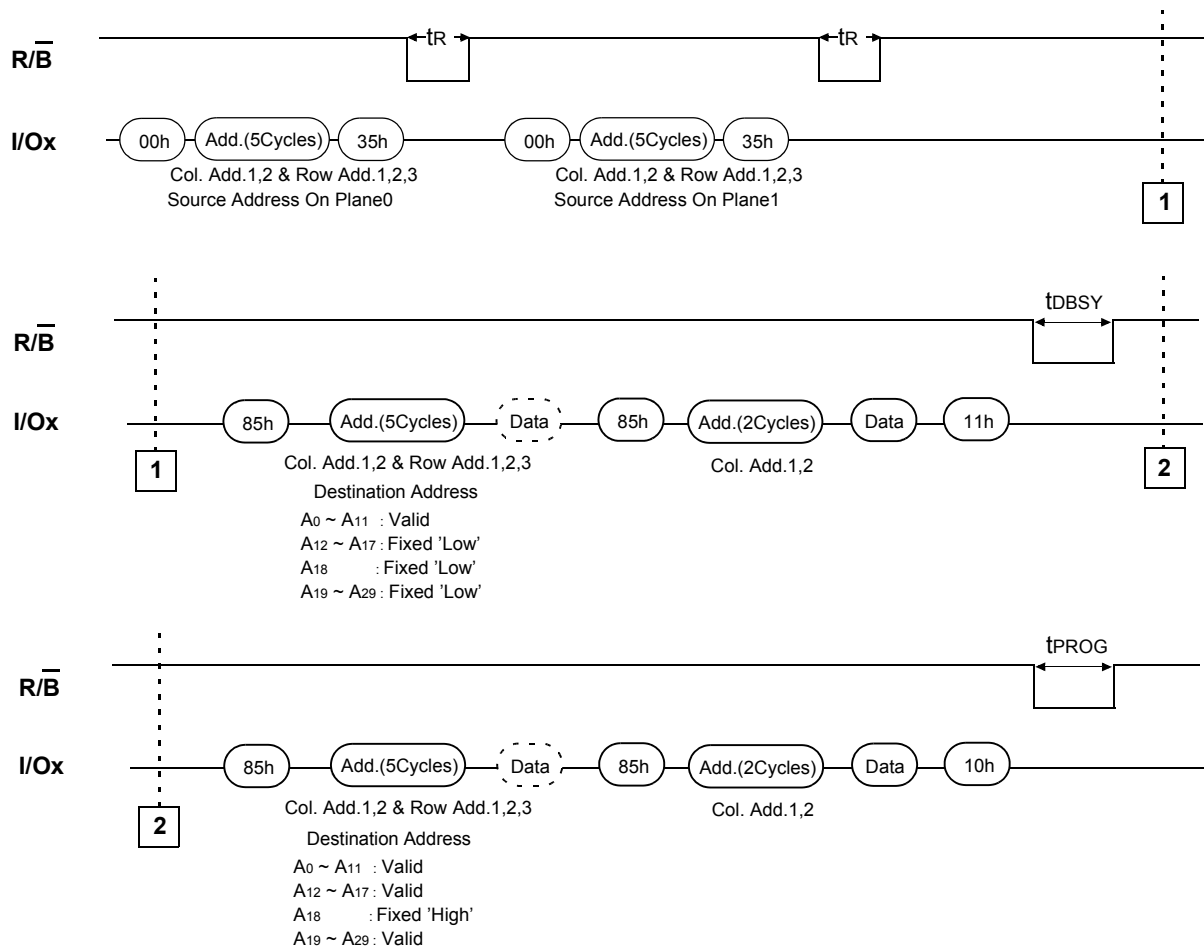 tR tR
R/B̅
I/Ox 00h Add.(5Cycles) 35h 00h Add.(5Cycles) 35h
Col. Add.1,2 & Row Add.1,2,3 Col. Add.1,2 & Row Add.1,2,3
Source Address On Plane0 Source Address On Plane1
1
tDBSY
R/B̅
I/Ox 85h Add.(5Cycles) Data 85h Add.(2Cycles) Data 11h
1 Col. Add.1,2 & Row Add.1,2,3 Col. Add.1,2 2
Destination Address
A0 ~ A11 : Valid
A12 ~ A17 : Fixed 'Low'
A18 : Fixed 'Low'
A19 ~ A29 : Fixed 'Low'
tPROG
R/B̅
I/Ox 85h Add.(5Cycles) Data 85h Add.(2Cycles) Data 10h
2 Col. Add.1,2 & Row Add.1,2,3 Col. Add.1,2
Destination Address
A0 ~ A11 : Valid
A12 ~ A17 : Valid
A18 : Fixed 'High'
A19 ~ A29 : Valid